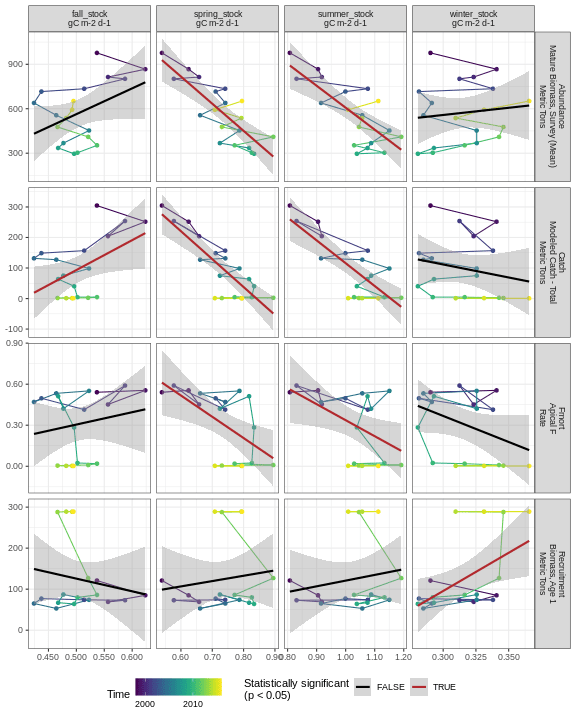 fall_stock
gC m-2 d-1
spring_stock
gC m-2 d-1
summer_stock
gC m-2 d-1
winter_stock
gC m-2 d-1
900
600
300
Abundance
Mature Biomass, Survey (Mean)
Metric Tons
300
200
100
0
-100
Catch
Modeled Catch - Total
Metric Tons
0.90
0.60
0.30
0.00
Fmort
Apical F
Rate
300
200
100
0
Recruitment
Biomass, Age 1
Metric Tons
0.450 0.500 0.550 0.600
0.60 0.70 0.80 0.90
0.80 0.90 1.00 1.10 1.20
0.300 0.325 0.350
Time
2000 2010
Statistically significant
(p < 0.05)
FALSE
TRUE